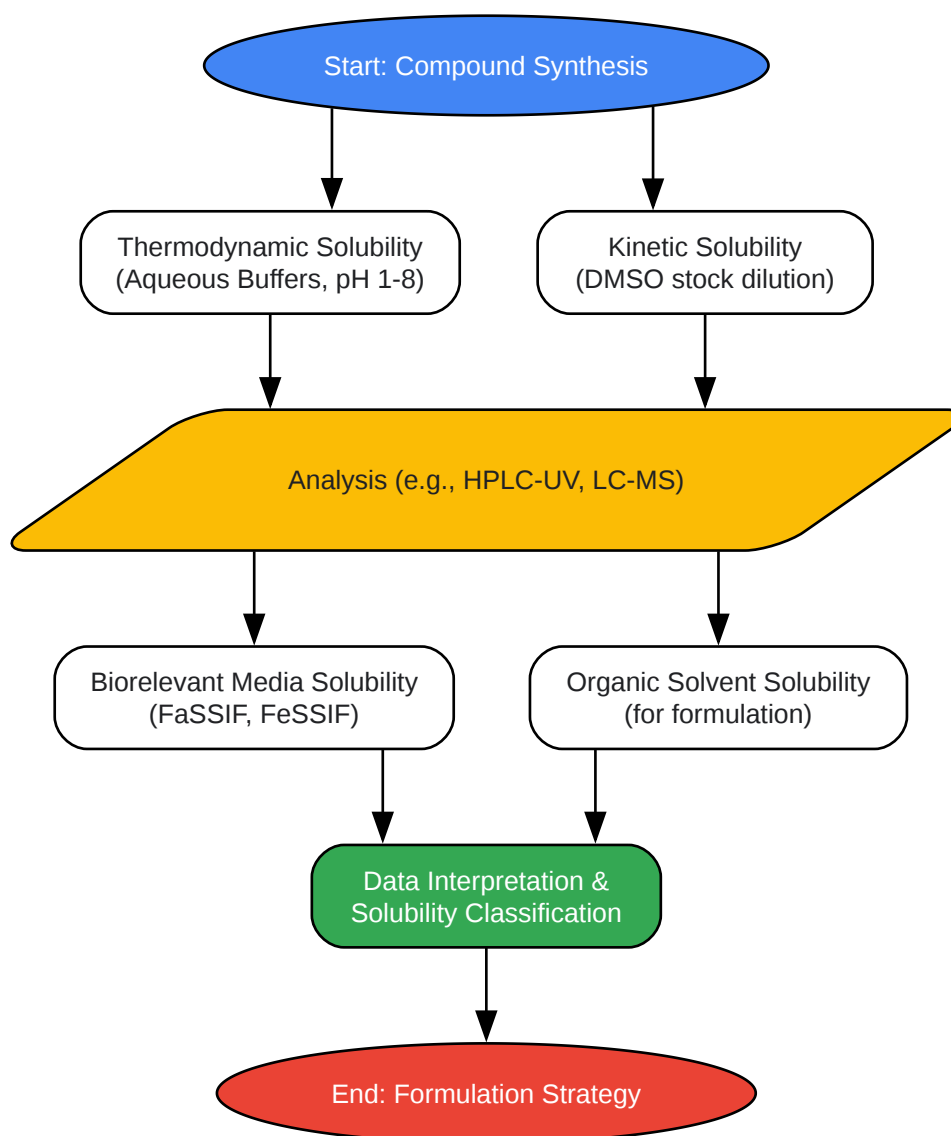 Start: Compound Synthesis
Thermodynamic Solubility
(Aqueous Buffers, pH 1-8)
Kinetic Solubility
(DMSO stock dilution)
Analysis (e.g., HPLC-UV, LC-MS)
Biorelevant Media Solubility
(FaSSIF, FeSSIF)
Organic Solvent Solubility
(for formulation)
Data Interpretation &
Solubility Classification
End: Formulation Strategy